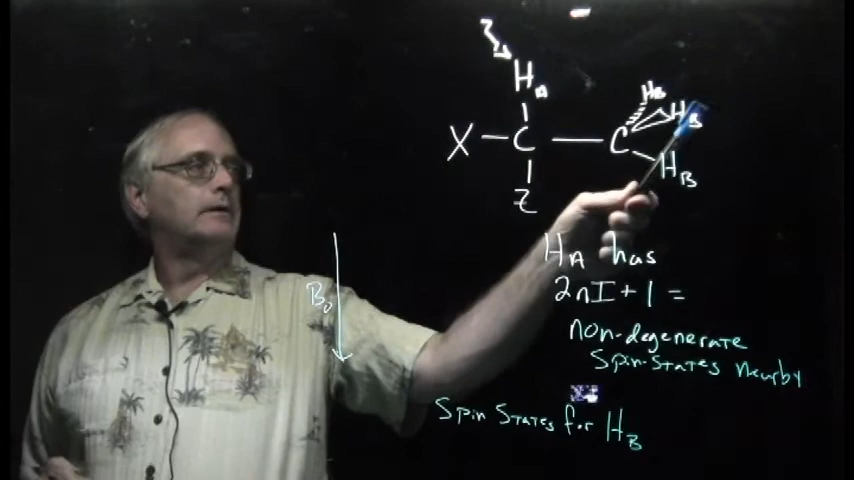 H_A
H_B
X — C — C H_B
H_B
Z
H_A has
B_0
2nI + 1 =
non-degenerate
Spin-States nearby
Spin States for H_B